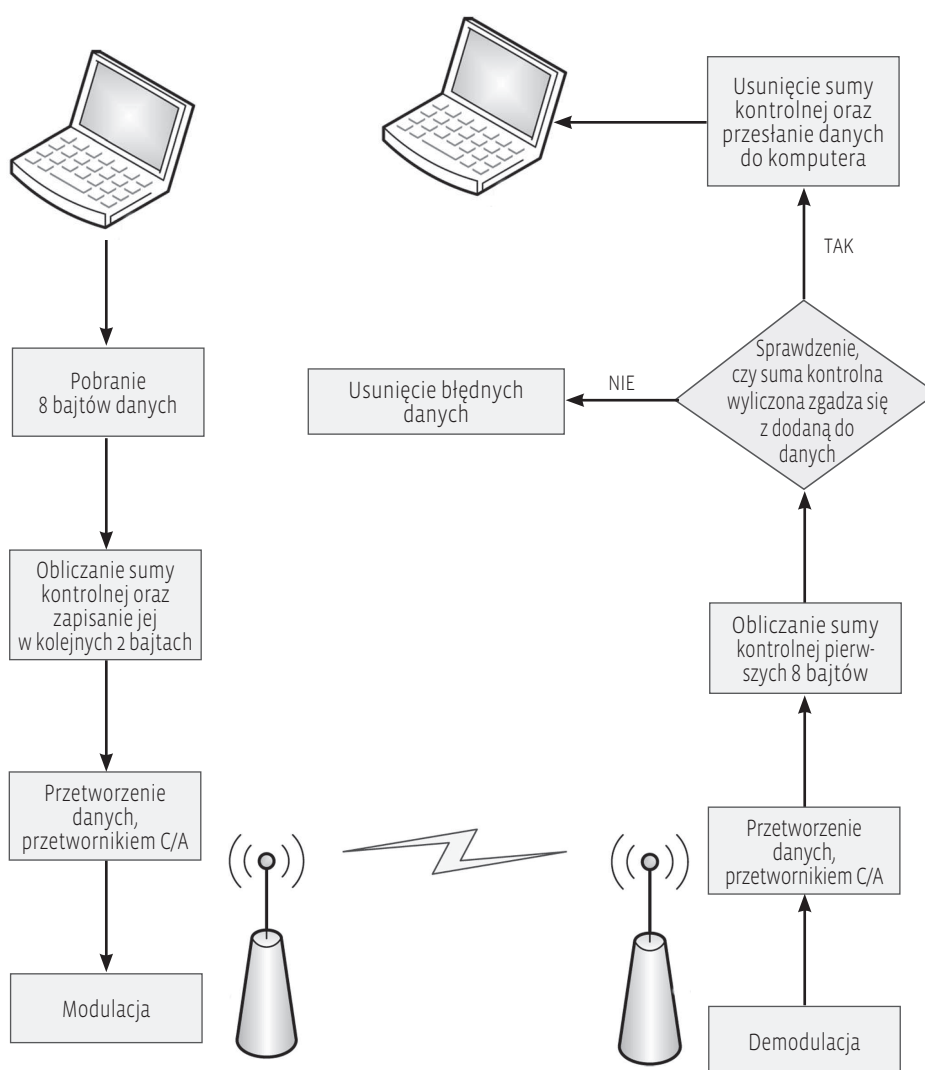 Pobranie
8 bajtów danych
Obliczanie sumy
kontrolnej oraz
zapisanie jej
w kolejnych 2 bajtach
Przetworzenie
danych,
przetwornikiem C/A
Modulacja
Usunięcie sumy
kontrolnej oraz
przesłanie danych
do komputera
TAK
Sprawdzenie,
czy suma kontrolna
wyliczona zgadza się
z dodaną do
danych
NIE
Usunięcie błędnych
danych
Obliczanie sumy
kontrolnej pierw-
szych 8 bajtów
Przetworzenie
danych,
przetwornikiem C/A
Demodulacja